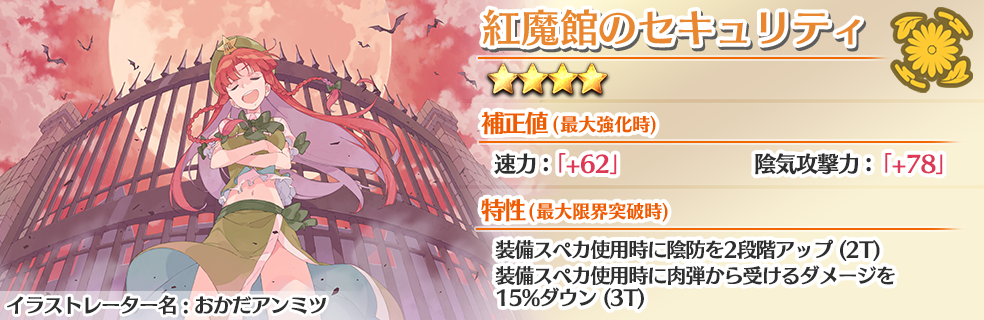 紅魔館のセキュリティ
補正値 (最大強化時)
速力:「+62」 陰気攻撃力:「+78」
特性 (最大限界突破時)
装備スペカ使用時に陰防を2段階アップ (2T)
装備スペカ使用時に肉弾から受けるダメージを
15%ダウン (3T)
イラストレーター名 : おかだアンミツ